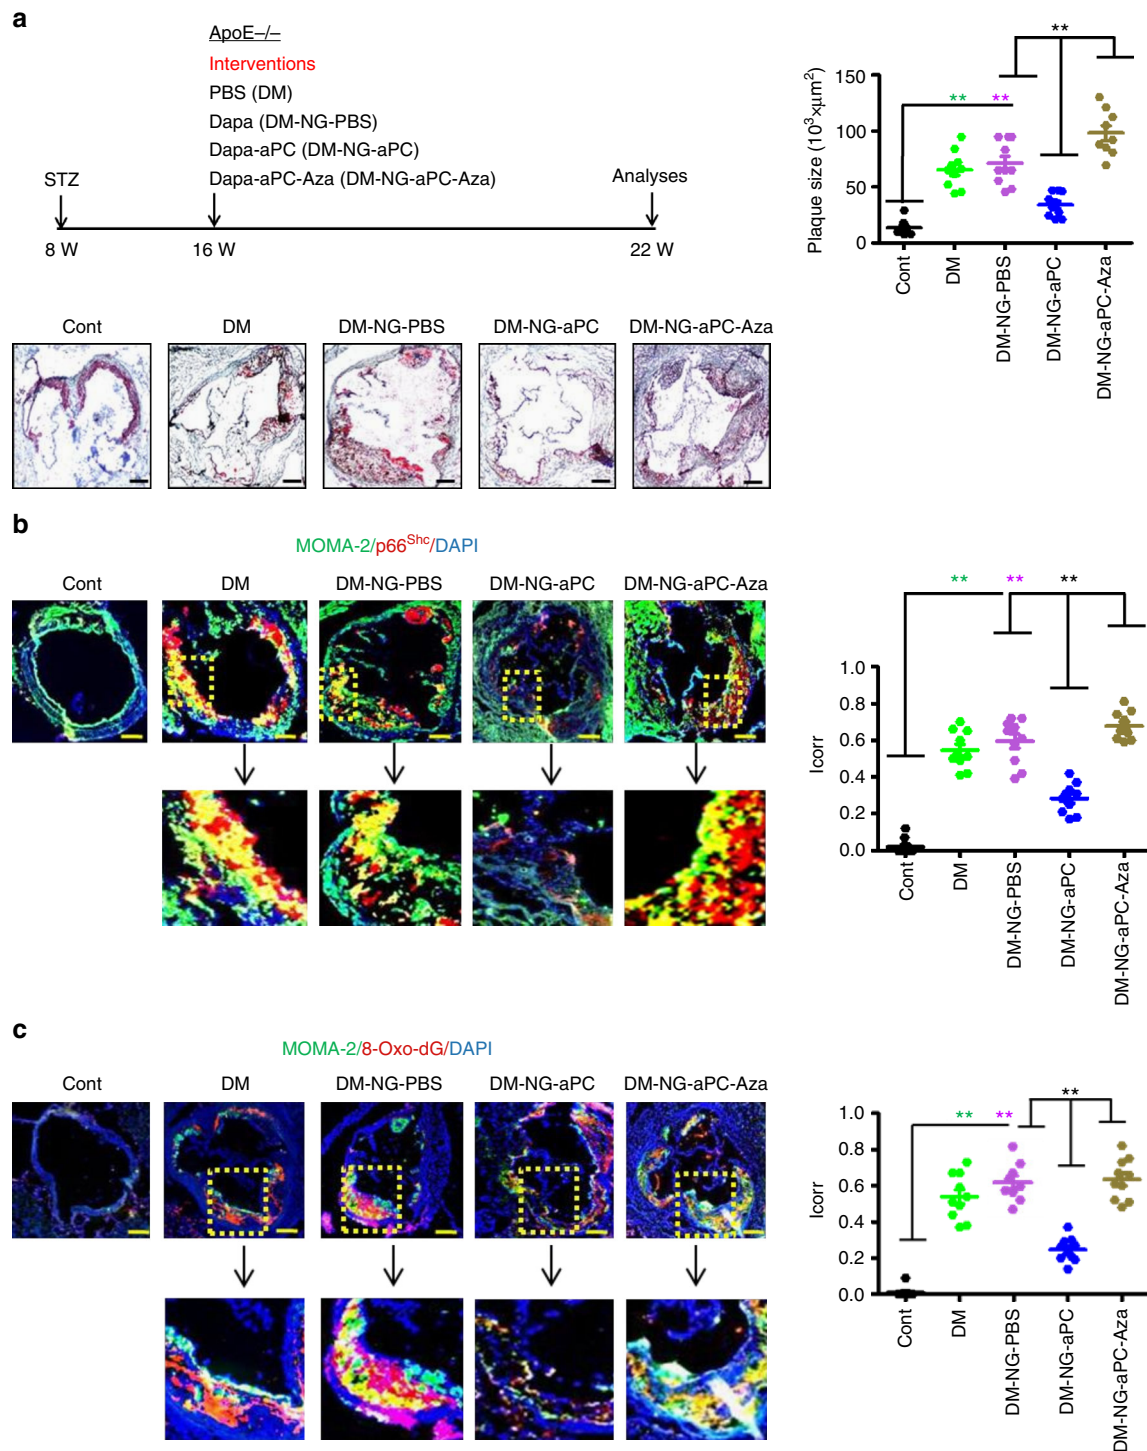 a
ApoE–/–
Interventions
PBS (DM)
Dapa (DM-NG-PBS)
Dapa-aPC (DM-NG-aPC)
Dapa-aPC-Aza (DM-NG-aPC-Aza)
STZ
Analyses
8 W
16 W
22 W
Plaque size (10³×µm²)
150
100
50
0
**
**
**
Cont
DM
DM-NG-PBS
DM-NG-aPC
DM-NG-aPC-Aza
Cont
DM
DM-NG-PBS
DM-NG-aPC
DM-NG-aPC-Aza
b
MOMA-2/p66ˢʰᶜ/DAPI
Cont
DM
DM-NG-PBS
DM-NG-aPC
DM-NG-aPC-Aza
**
**
**
Icorr
1.0
0.8
0.6
0.4
0.2
0.0
Cont
DM
DM-NG-PBS
DM-NG-aPC
DM-NG-aPC-Aza
c
MOMA-2/8-Oxo-dG/DAPI
Cont
DM
DM-NG-PBS
DM-NG-aPC
DM-NG-aPC-Aza
**
**
**
Icorr
1.0
0.8
0.6
0.4
0.2
0.0
Cont
DM
DM-NG-PBS
DM-NG-aPC
DM-NG-aPC-Aza